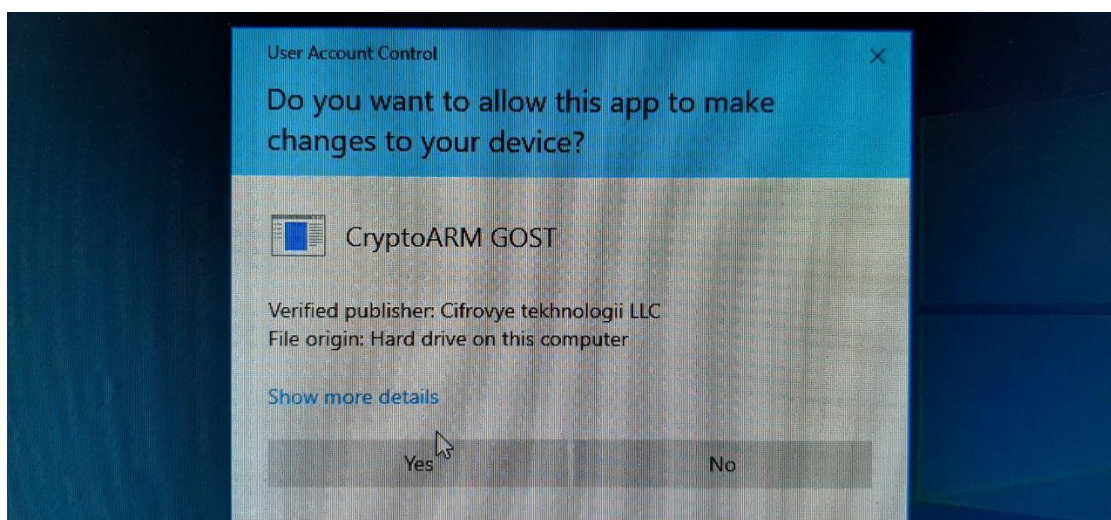 User Account Control
Do you want to allow this app to make
changes to your device?
CryptoARM GOST
Verified publisher: Cifrovye tekhnologii LLC
File origin: Hard drive on this computer
Show more details
Yes
No